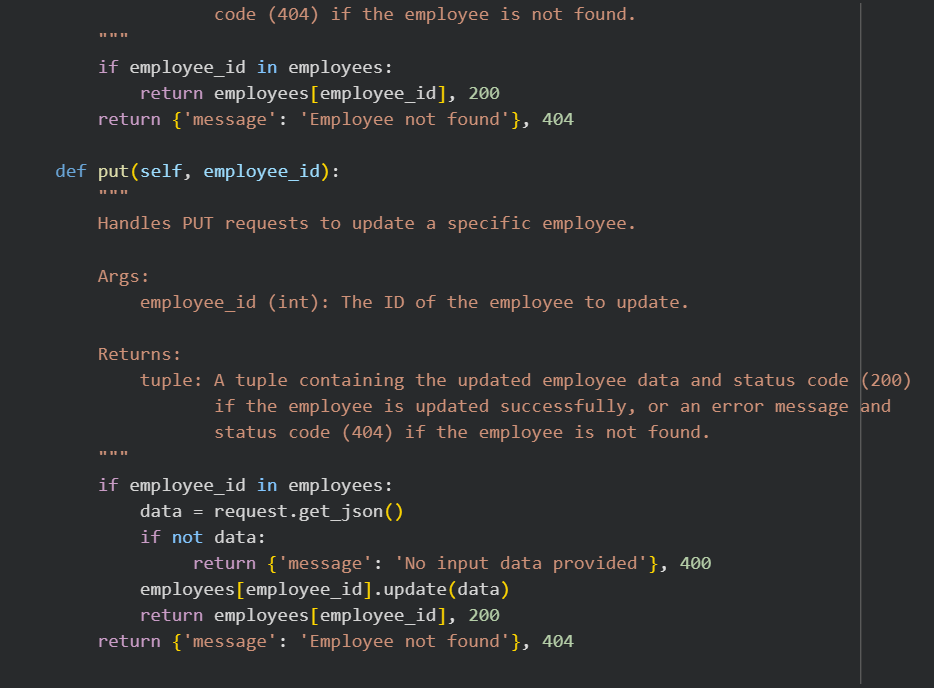 code (404) if the employee is not found.
"""
if employee_id in employees:
return employees[employee_id], 200
return {'message': 'Employee not found'}, 404
def put(self, employee_id):
"""
Handles PUT requests to update a specific employee.
Args:
employee_id (int): The ID of the employee to update.
Returns:
tuple: A tuple containing the updated employee data and status code (200)
if the employee is updated successfully, or an error message and
status code (404) if the employee is not found.
"""
if employee_id in employees:
data = request.get_json()
if not data:
return {'message': 'No input data provided'}, 400
employees[employee_id].update(data)
return employees[employee_id], 200
return {'message': 'Employee not found'}, 404